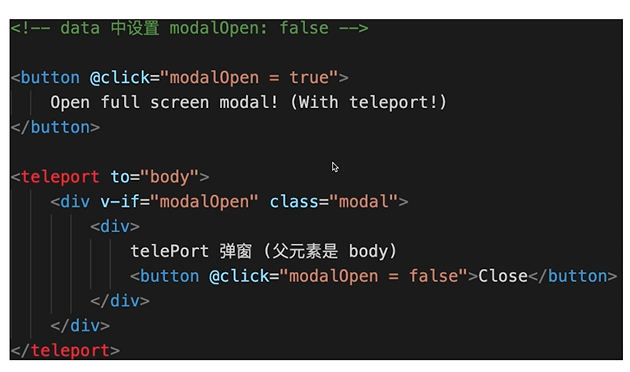 <!-- data 中设置 modalOpen: false -->
<button @click="modalOpen = true">
Open full screen modal! (With teleport!)
</button>
<teleport to="body">
<div v-if="modalOpen" class="modal">
<div>
telePort 弹窗 (父元素是 body)
<button @click="modalOpen = false">Close</button>
</div>
</div>
</teleport>